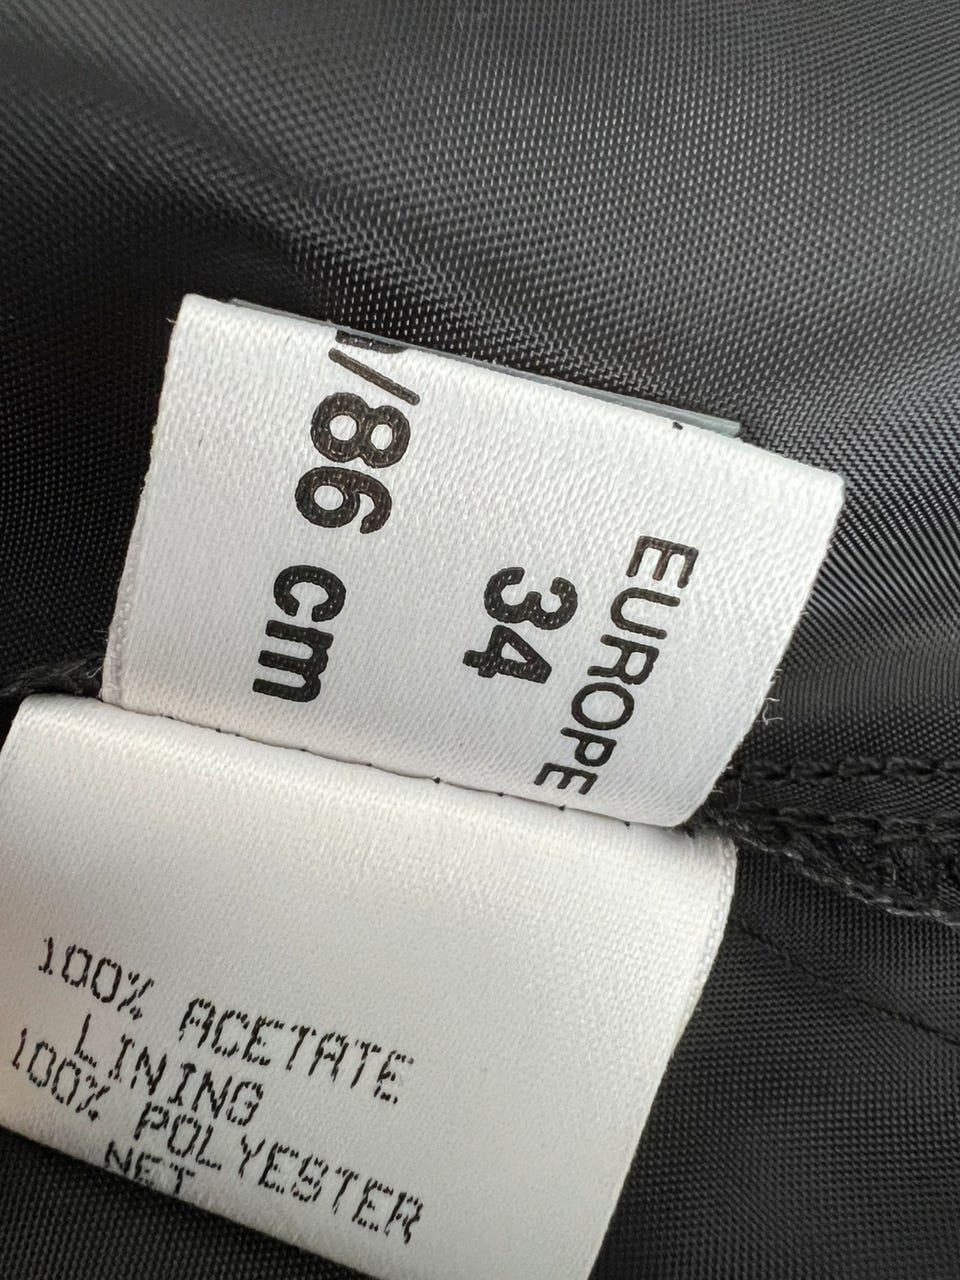 EUROPE
34
/86 cm
100% ACETATE
LINING
100% POLYESTER
NET